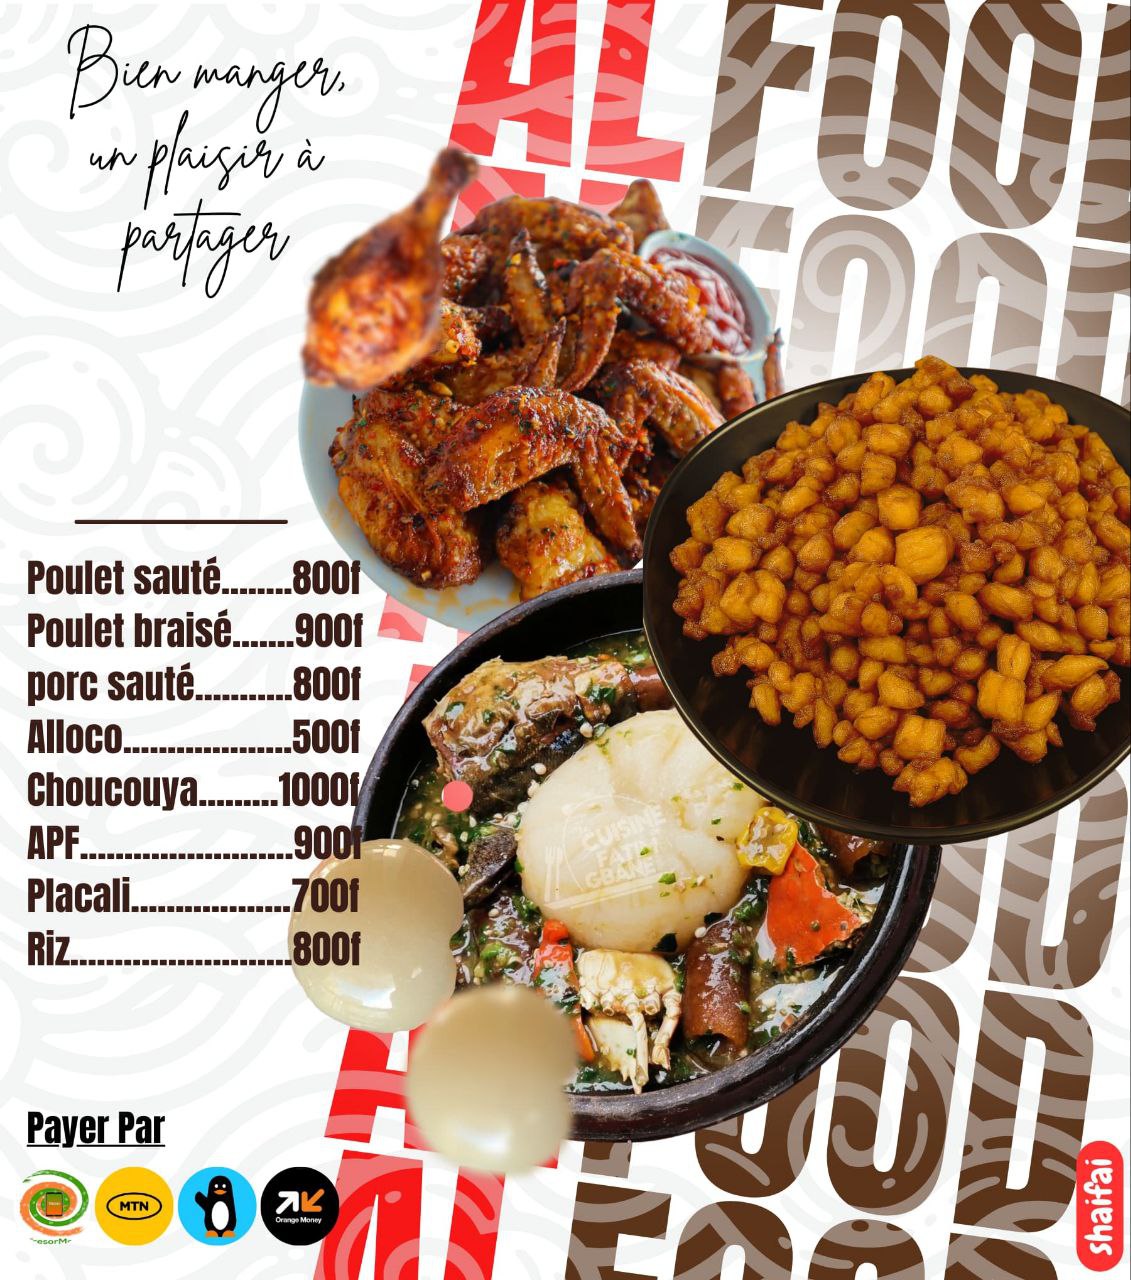 Bien manger,
un plaisir à
partager
AL FOOD
Poulet sauté........800f
Poulet braisé.......900f
porc sauté...........800f
Alloco...................500f
Choucouya.........1000f
APF........................900f
Placali..................700f
Riz.........................800f
CUISINE
GBANE
Payer Par
MTN
Orange Money
shaifai